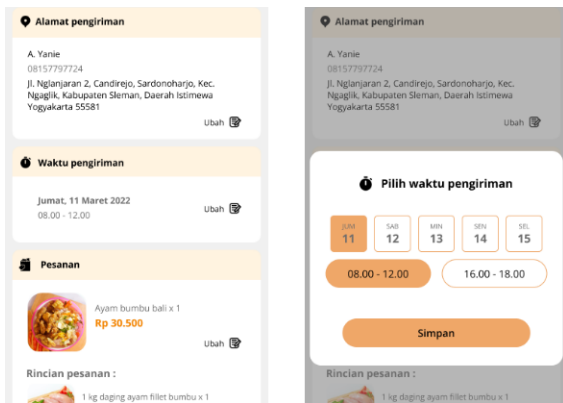 Alamat pengiriman
A. Yanie
08157797724
Jl. Nglanjaran 2, Candirejo, Sardonoharjo, Kec.
Ngaglik, Kabupaten Sleman, Daerah Istimewa
Yogyakarta 55581
Ubah
Waktu pengiriman
Jumat, 11 Maret 2022
08.00 - 12.00
Ubah
Pesanan
Ayam bumbu bali x 1
Rp 30.500
Ubah
Rincian pesanan :
1 kg daging ayam fillet bumbu x 1
Alamat pengiriman
A. Yanie
08157797724
Jl. Nglanjaran 2, Candirejo, Sardonoharjo, Kec.
Ngaglik, Kabupaten Sleman, Daerah Istimewa
Yogyakarta 55581
Ubah
Pilih waktu pengiriman
JUM SAB MIN SEN SEL
11 12 13 14 15
08.00 - 12.00 16.00 - 18.00
Simpan
Rincian pesanan :
1 kg daging ayam fillet bumbu x 1